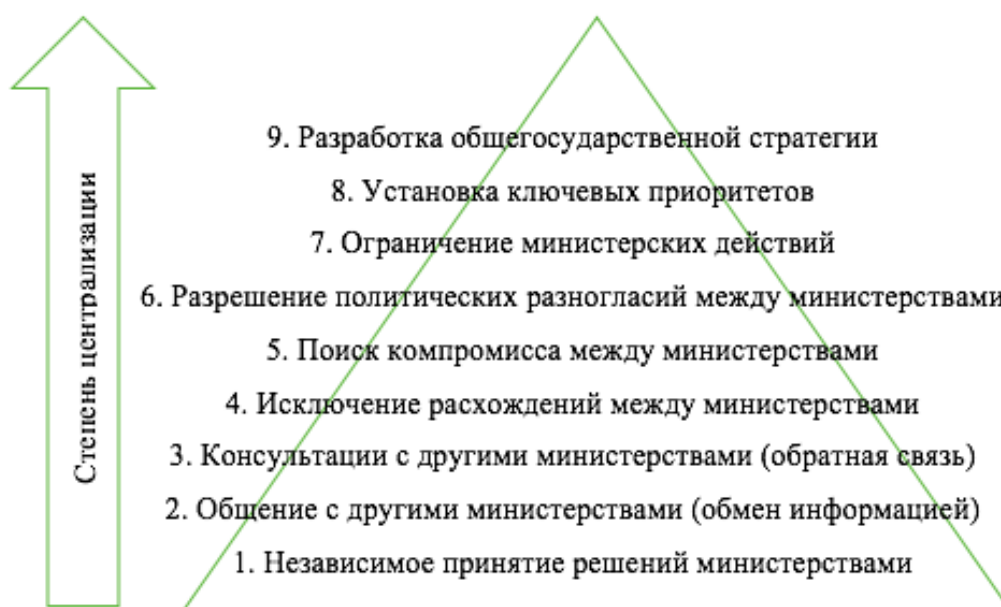 Степень централизации
9. Разработка общегосударственной стратегии
8. Установка ключевых приоритетов
7. Ограничение министерских действий
6. Разрешение политических разногласий между министерствами
5. Поиск компромисса между министерствами
4. Исключение расхождений между министерствами
3. Консультации с другими министерствами (обратная связь)
2. Общение с другими министерствами (обмен информацией)
1. Независимое принятие решений министерствами